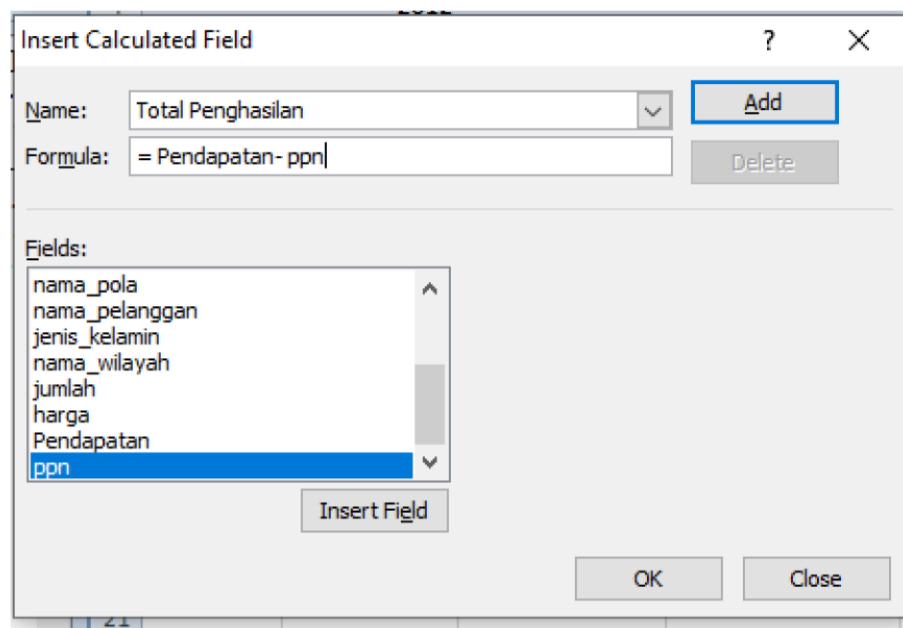 Insert Calculated Field ? ×
Name: Total Penghasilan Add
Formula: = Pendapatan- ppn Delete
Fields:
nama_pola
nama_pelanggan
jenis_kelamin
nama_wilayah
jumlah
harga
Pendapatan
ppn
Insert Field
OK Close
21